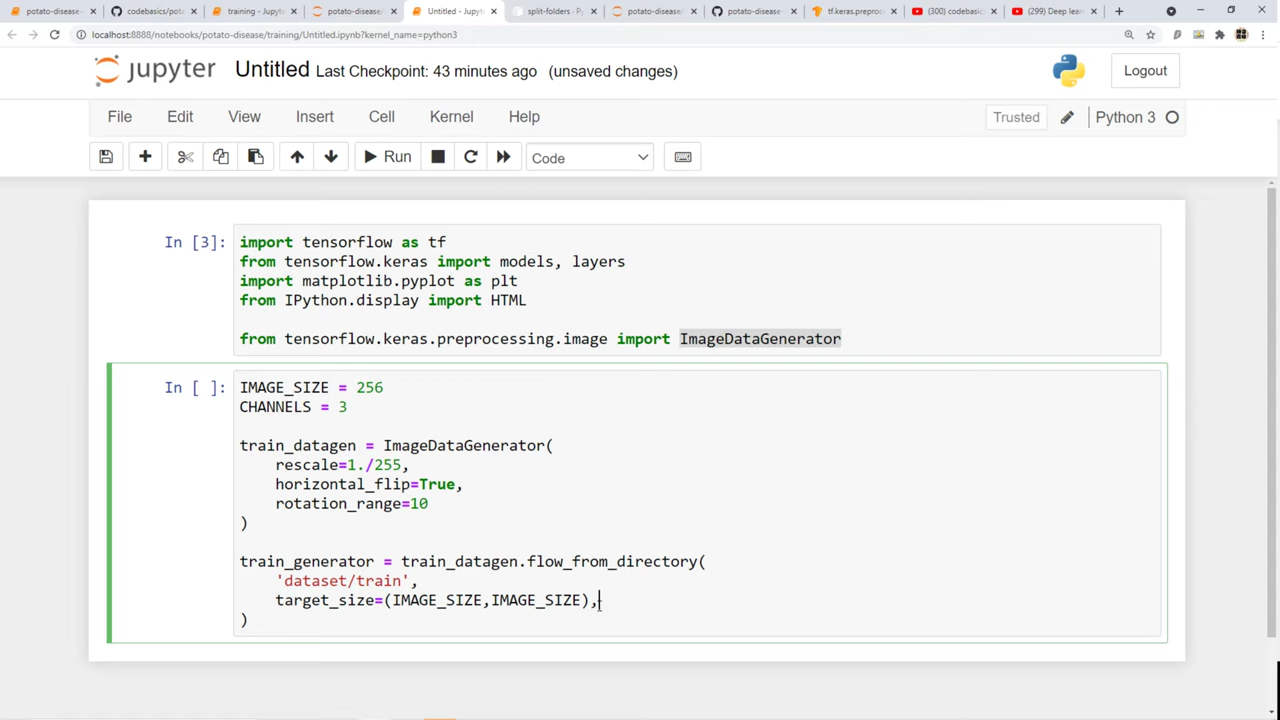 potato-disease
codebasics/pota
training - Jupyte
potato-disease/
Untitled - Jupyt
split-folders · Py
potato-disease/
potato-disease
tf.keras.preproc
(300) codebasic
(299) Deep lear
localhost:8888/notebooks/potato-disease/training/Untitled.ipynb?kernel_name=python3
jupyter Untitled Last Checkpoint: 43 minutes ago (unsaved changes)
Logout
File Edit View Insert Cell Kernel Help
Trusted
Python 3
Run
Code
In [3]:
import tensorflow as tf
from tensorflow.keras import models, layers
import matplotlib.pyplot as plt
from IPython.display import HTML
from tensorflow.keras.preprocessing.image import ImageDataGenerator
In [ ]:
IMAGE_SIZE = 256
CHANNELS = 3
train_datagen = ImageDataGenerator(
rescale=1./255,
horizontal_flip=True,
rotation_range=10
)
train_generator = train_datagen.flow_from_directory(
'dataset/train',
target_size=(IMAGE_SIZE,IMAGE_SIZE),
)